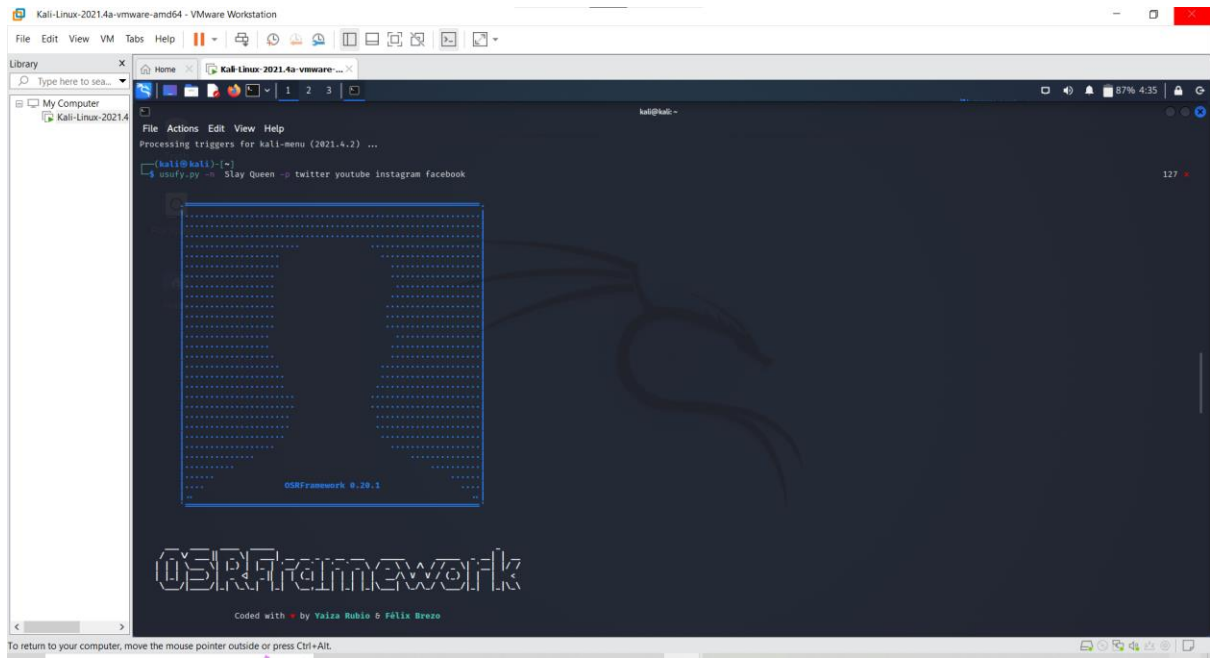 Kali-Linux-2021.4a-vmware-amd64 - VMware Workstation
File Edit View VM Tabs Help
Library X
Home
Kali-Linux-2021.4a-vmware-...
Type here to sea...
1 2 3
87% 4:35
My Computer
Kali-Linux-2021.4
kali@kali: ~
File Actions Edit View Help
Processing triggers for kali-menu (2021.4.2) ...
(kali㉿kali)-[~]
$ usufy.py -n Slay Queen -p twitter youtube instagram facebook
127
OSRFramework 0.20.1
OSRFramework
Coded with ♥ by Yaiza Rubio & Félix Brezo
To return to your computer, move the mouse pointer outside or press Ctrl+Alt.